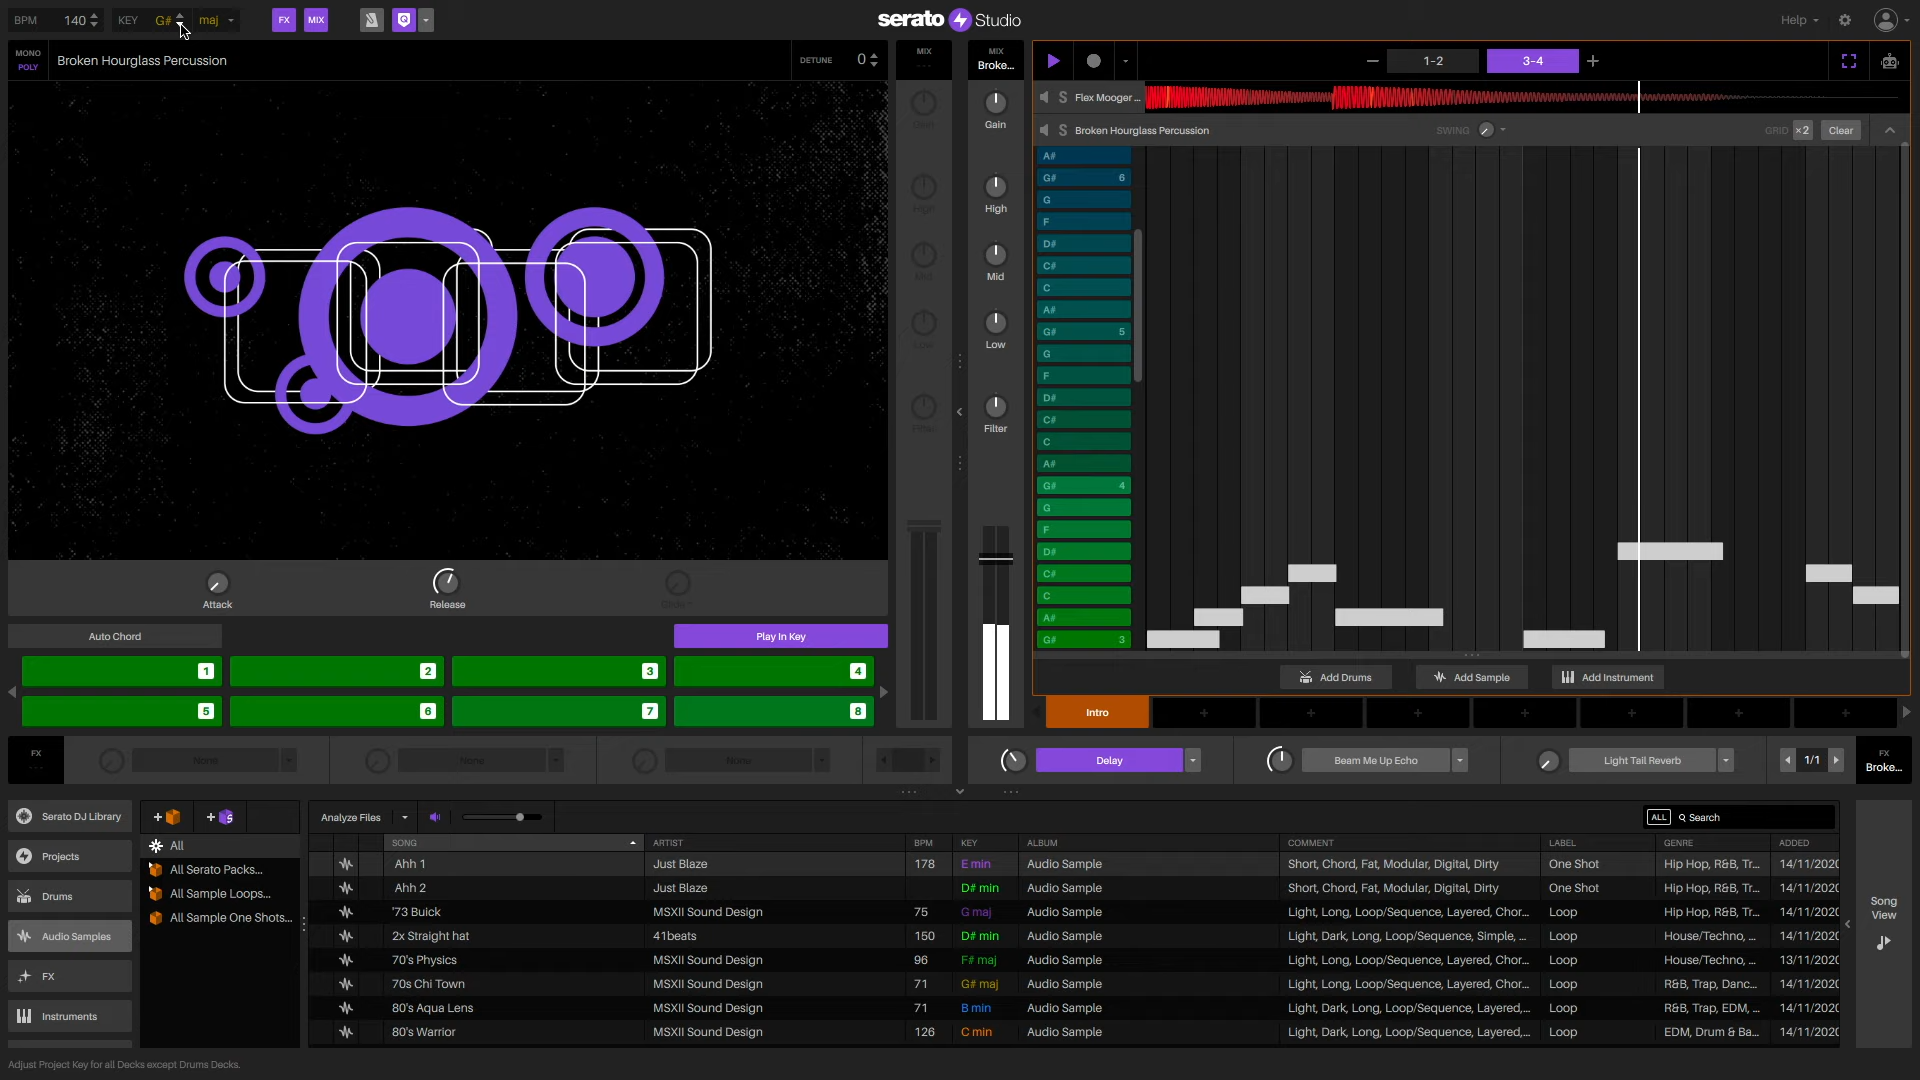 BPM 140 KEY G# maj FX MIX
serato Studio
Help
MONO
POLY
Broken Hourglass Percussion
DETUNE 0
MIX
MIX
Broke...
1-2
3-4
Gain
High
Mid
Low
Filter
Flex Mooger ...
S
Broken Hourglass Percussion
S
SWING
GRID ×2 Clear
A#
G# 6
G
F
D#
C#
C
A#
G# 5
G
F
D#
C#
C
A#
G# 4
G
F
D#
C#
C
A#
G# 3
Gain
High
Mid
Low
Filter
Attack
Release
Glide
Auto Chord
Play In Key
1 2 3 4
5 6 7 8
Add Drums Add Sample Add Instrument
Intro
FX
None
None
None
Delay
Beam Me Up Echo
Light Tail Reverb
1/1
FX
Broke...
Serato DJ Library
Projects
Drums
Audio Samples
FX
Instruments
All
All Serato Packs...
All Sample Loops...
All Sample One Shots...
Analyze Files
ALL Search
SONG ARTIST BPM KEY ALBUM COMMENT LABEL GENRE ADDED
Ahh 1 Just Blaze 178 E min Audio Sample Short, Chord, Fat, Modular, Digital, Dirty One Shot Hip Hop, R&B, Tr... 14/11/2020
Ahh 2 Just Blaze D# min Audio Sample Short, Chord, Fat, Modular, Digital, Dirty One Shot Hip Hop, R&B, Tr... 14/11/2020
'73 Buick MSXII Sound Design 75 G maj Audio Sample Light, Long, Loop/Sequence, Layered, Chor... Loop Hip Hop, R&B, Tr... 14/11/2020
2x Straight hat 41beats 150 D# min Audio Sample Light, Dark, Long, Loop/Sequence, Simple, ... Loop House/Techno, ... 14/11/2020
70's Physics MSXII Sound Design 96 F# maj Audio Sample Light, Long, Loop/Sequence, Layered, Chor... Loop House/Techno, ... 13/11/2020
70s Chi Town MSXII Sound Design 71 G# maj Audio Sample Light, Long, Loop/Sequence, Layered, Chor... Loop R&B, Trap, Danc... 14/11/2020
80's Aqua Lens MSXII Sound Design 71 B min Audio Sample Light, Dark, Long, Loop/Sequence, Layered,... Loop R&B, Trap, EDM, ... 14/11/2020
80's Warrior MSXII Sound Design 126 C min Audio Sample Light, Dark, Long, Loop/Sequence, Layered,... Loop EDM, Drum & Ba... 14/11/2020
Song
View
Adjust Project Key for all Decks except Drums Decks.